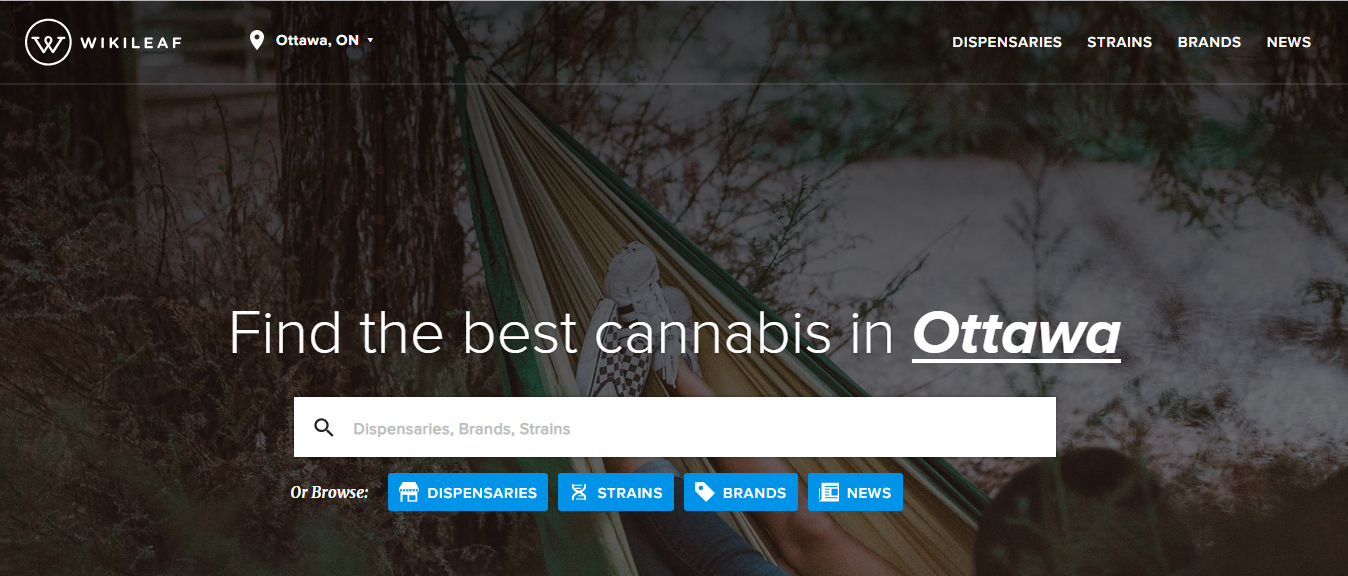 WIKILEAF
Ottawa, ON
DISPENSARIES STRAINS BRANDS NEWS
Find the best cannabis in Ottawa
Dispensaries, Brands, Strains
Or Browse: DISPENSARIES STRAINS BRANDS NEWS